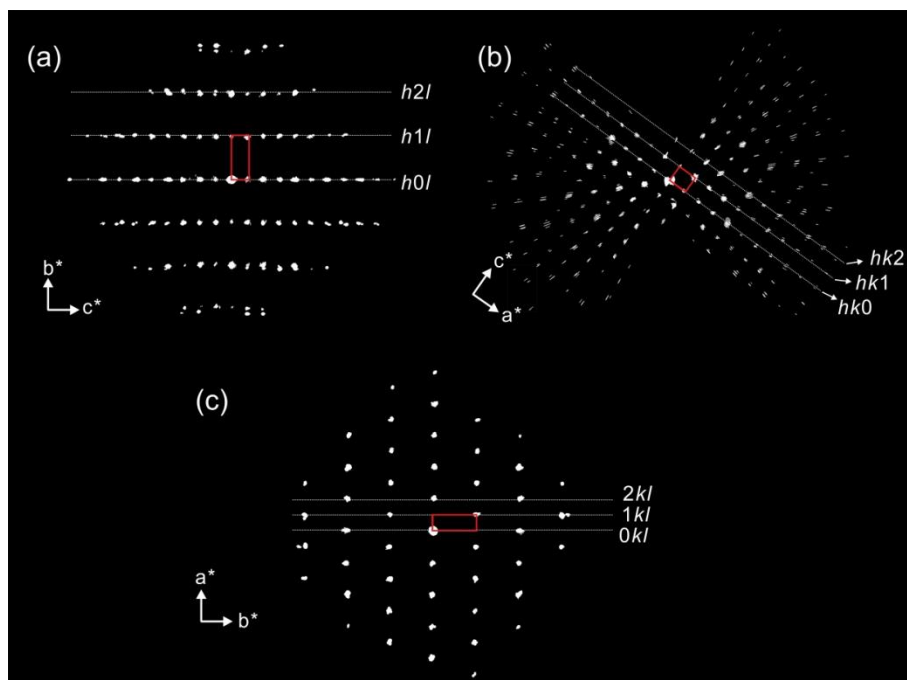 (a)
h2l
h1l
h0l
b*
c*
(b)
c*
a*
hk2
hk1
hk0
(c)
2kl
1kl
0kl
a*
b*